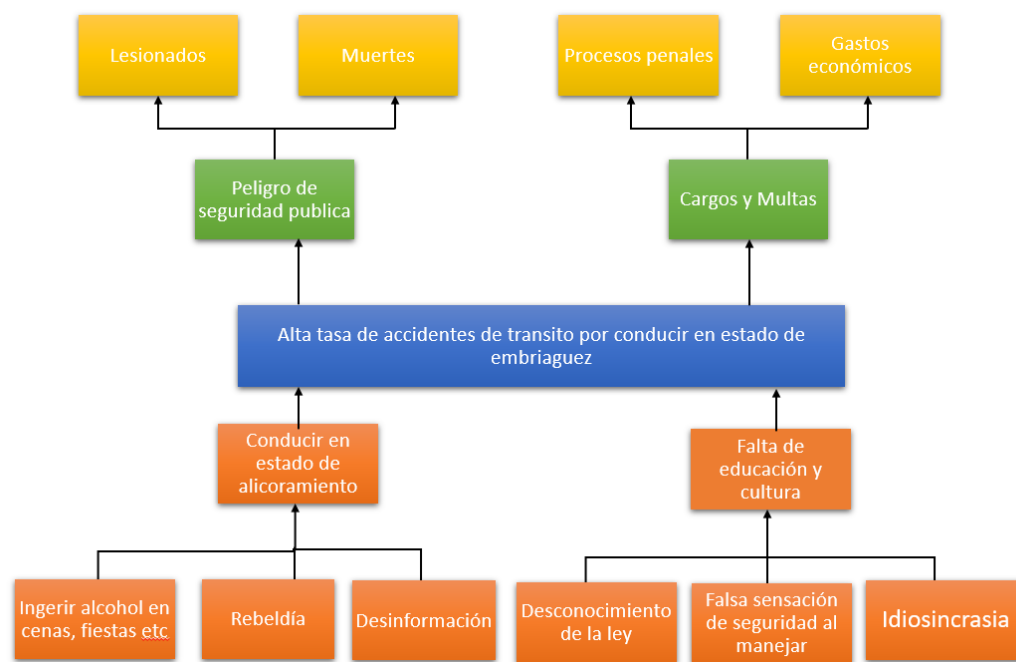 Lesionados
Muertes
Procesos penales
Gastos
económicos
Peligro de
seguridad publica
Cargos y Multas
Alta tasa de accidentes de transito por conducir en estado de
embriaguez
Conducir en
estado de
alicoramiento
Falta de
educación y
cultura
Ingerir alcohol en
cenas, fiestas etc
Rebeldía
Desinformación
Desconocimiento
de la ley
Falsa sensación
de seguridad al
manejar
Idiosincrasia